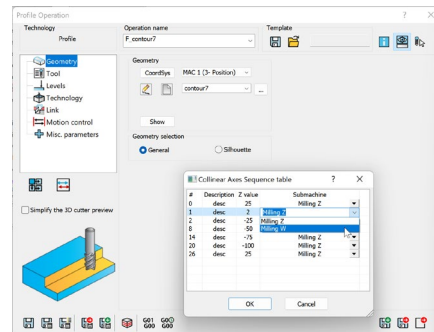 Profile Operation ? X
Technology
Profile
Operation name
F_contour7
Template
Geometry
Tool
Levels
Technology
Link
Motion control
Misc. parameters
Geometry
CoordSys MAC 1 (3- Position)
contour7 ...
Show
Geometry selection
General Silhouette
Simplify the 3D cutter preview
Collinear Axes Sequence table ? X
# Description Z value Submachine
0 desc 25 Milling Z
1 desc 2 Milling Z
2 desc -25 Milling Z
8 desc -50 Milling W
14 desc -75 Milling Z
20 desc -100 Milling Z
26 desc 25 Milling Z
OK Cancel
G01 G00
G00